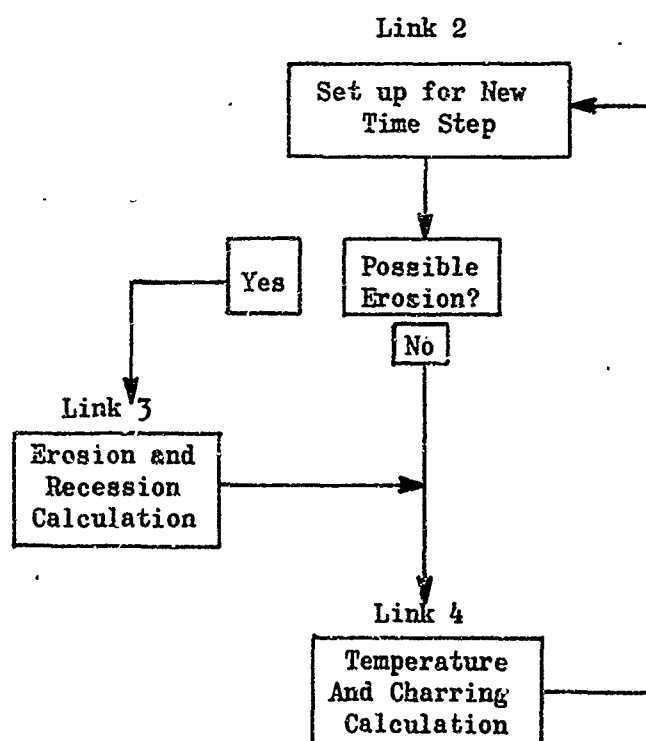 Link 2
Set up for New
Time Step
Possible
Erosion?
Yes
No
Link 3
Erosion and
Recession
Calculation
Link 4
Temperature
And Charring
Calculation